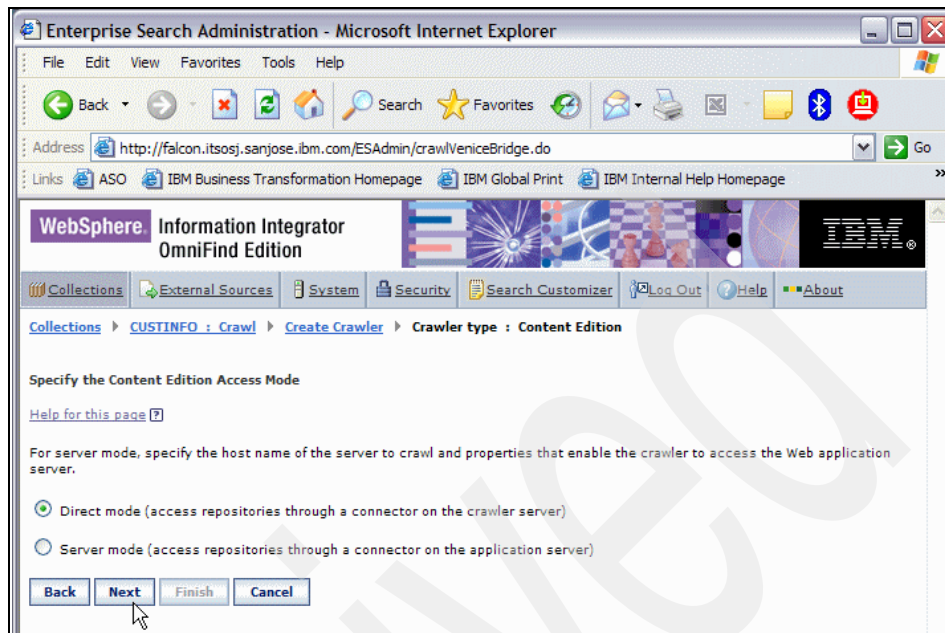 Enterprise Search Administration - Microsoft Internet Explorer
File Edit View Favorites Tools Help
Back Search Favorites
Address http://falcon.itsosj.sanjose.ibm.com/ESAdmin/crawlVeniceBridge.do Go
Links ASO IBM Business Transformation Homepage IBM Global Print IBM Internal Help Homepage »
WebSphere. Information Integrator
OmniFind Edition
IBM®
Collections External Sources System Security Search Customizer Log Out Help About
Collections CUSTINFO : Crawl Create Crawler Crawler type : Content Edition
Specify the Content Edition Access Mode
Help for this page ?
For server mode, specify the host name of the server to crawl and properties that enable the crawler to access the Web application
server.
Direct mode (access repositories through a connector on the crawler server)
Server mode (access repositories through a connector on the application server)
Back Next Finish Cancel